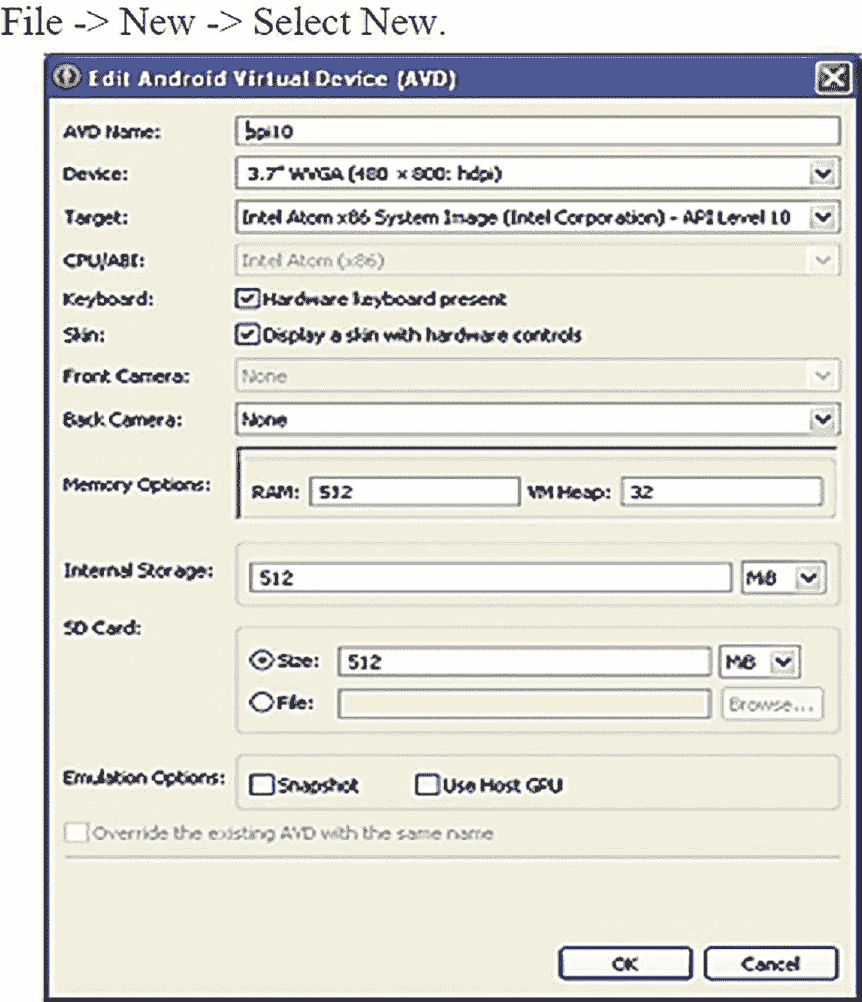 File -> New -> Select New.
Edit Android Virtual Device (AVD)
AVD Name: bpi10
Device: 3.7" WVGA (480 × 800: hdpi)
Target: Intel Atom x86 System Image (Intel Corporation) - API Level 10
CPU/ABI: Intel Atom (x86)
Keyboard: Hardware keyboard present
Skin: Display a skin with hardware controls
Front Camera: None
Back Camera: None
Memory Options: RAM: 512 VM Heap: 32
Internal Storage: 512 MiB
SD Card:
Size: 512 MiB
File: Browse...
Emulation Options: Snapshot Use Host GPU
Override the existing AVD with the same name
OK Cancel